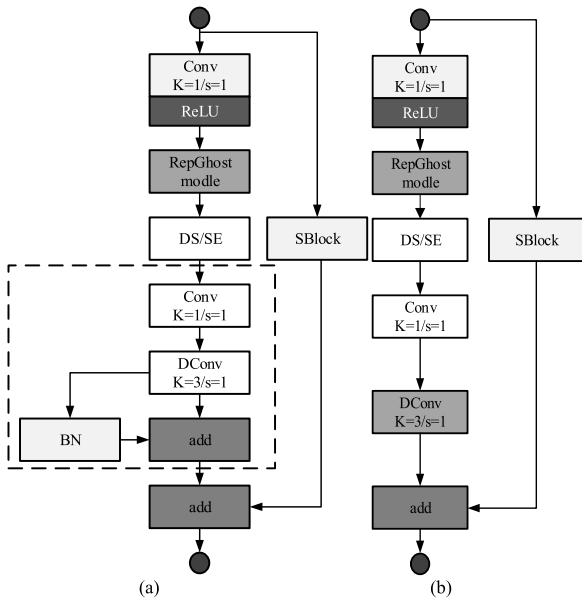 Conv
K=1/s=1
ReLU
RepGhost
modle
DS/SE
SBlock
Conv
K=1/s=1
DConv
K=3/s=1
BN
add
add
(a)
Conv
K=1/s=1
ReLU
RepGhost
modle
DS/SE
SBlock
Conv
K=1/s=1
DConv
K=3/s=1
add
(b)